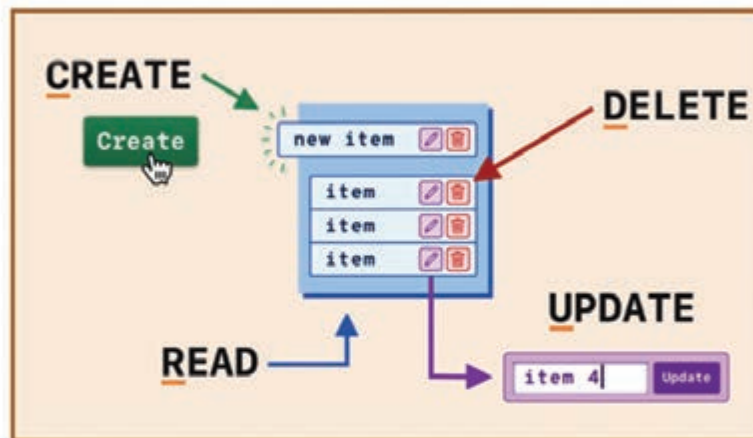 CREATE
Create
new item
DELETE
item
item
item
UPDATE
READ
item 4
Update